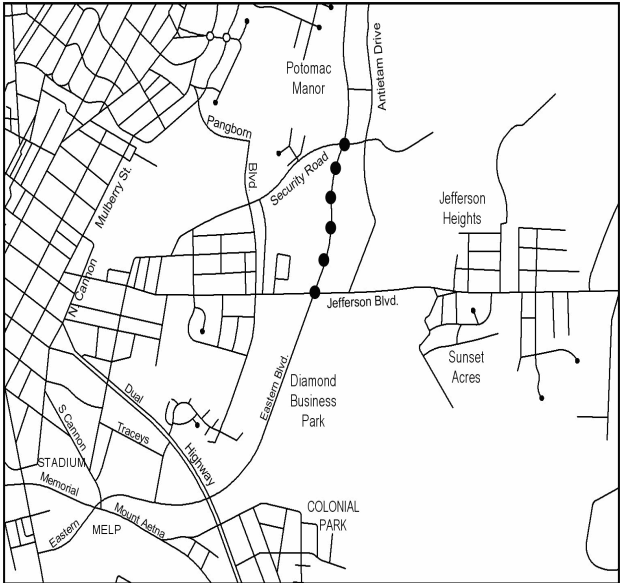 Antietam Drive
Potomac
Manor
Pangborn
Blvd.
Security Road
Mulberry St.
Jefferson
Heights
N. Cannon
Jefferson Blvd.
Sunset
Acres
Eastern Blvd.
Diamond
Business
Park
Dual
Highway
S Cannon
Traceys
STADIUM
Memorial
Mount Aetna
MELP
Eastern
COLONIAL
PARK